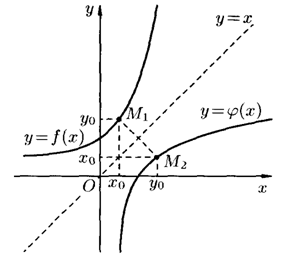 y
y=x
y₀
M₁
y=f(x)
y=φ(x)
x₀
M₂
O
x₀
y₀
x